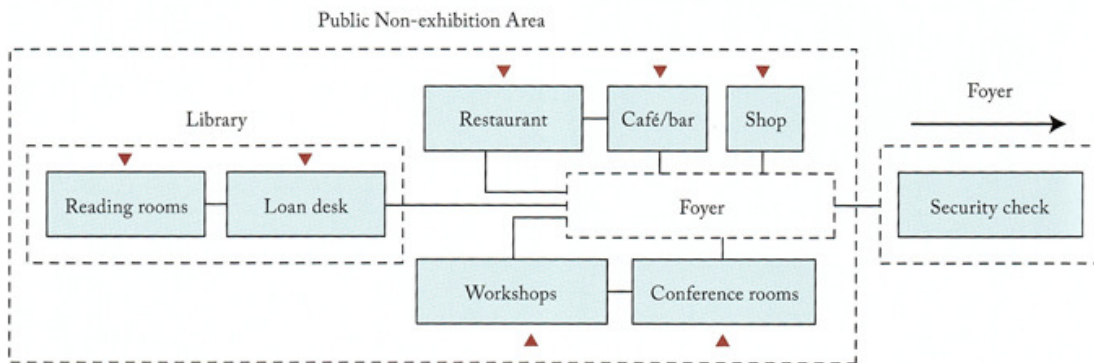 Public Non-exhibition Area
Restaurant
Café/bar
Shop
Foyer
Library
Reading rooms
Loan desk
Foyer
Security check
Workshops
Conference rooms